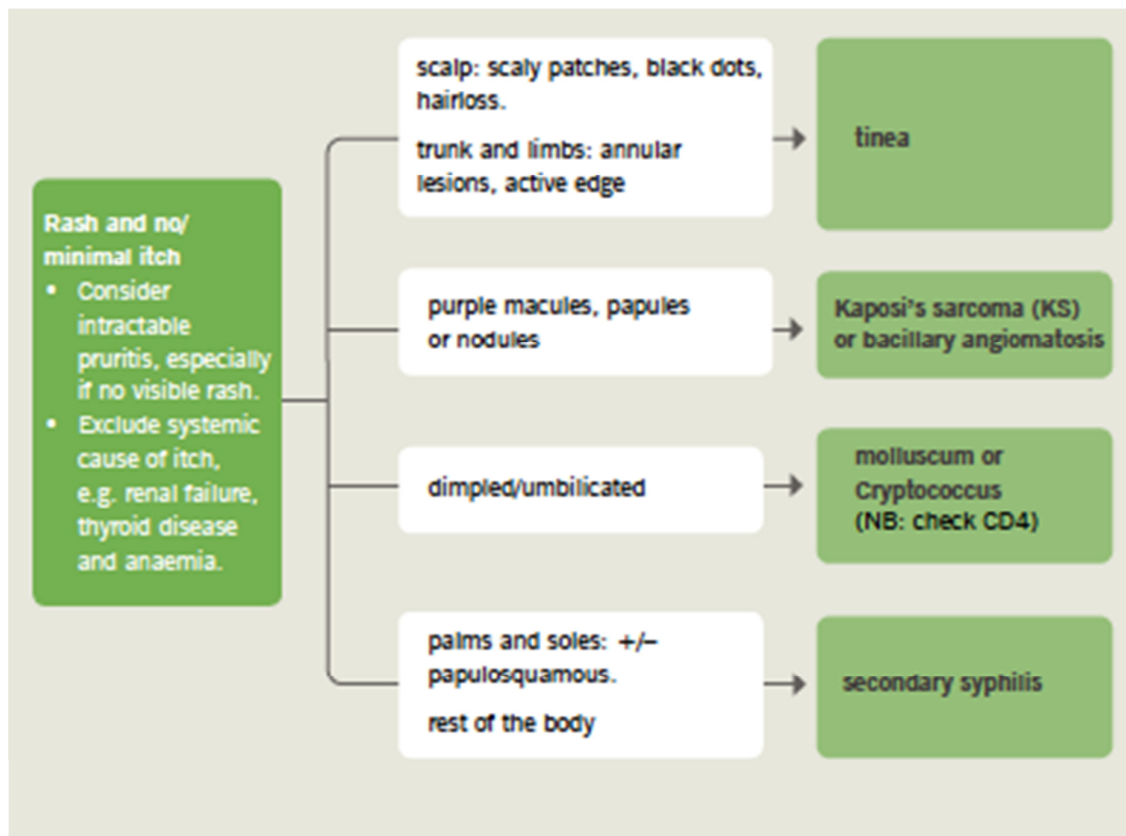 Rash and no/
minimal itch
• Consider
intractable
pruritis, especially
if no visible rash.
• Exclude systemic
cause of itch,
e.g. renal failure,
thyroid disease
and anaemia.
scalp: scaly patches, black dots,
hairloss.
trunk and limbs: annular
lesions, active edge
tinea
purple macules, papules
or nodules
Kaposi's sarcoma (KS)
or bacillary angiomatosis
dimpled/umbilicated
molluscum or
Cryptococcus
(NB: check CD4)
palms and soles: +/–
papulosquamous.
rest of the body
secondary syphilis